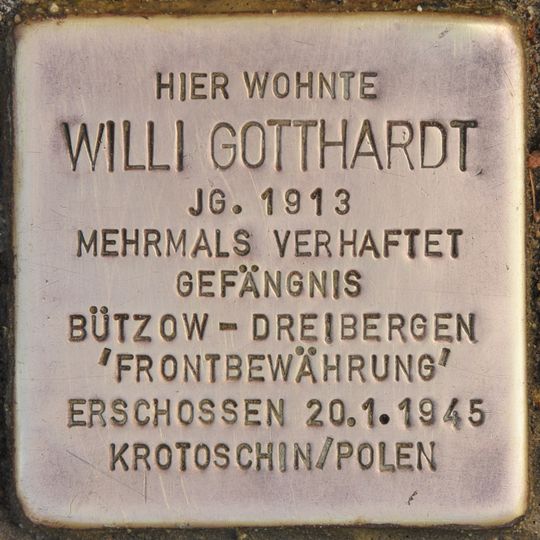 HIER WOHNTE
WILLI GOTTHARDT
JG. 1913
MEHRMALS VERHAFTET
GEFÄNGNIS
BÜTZOW – DREIBERGEN
'FRONTBEWÄHRUNG'
ERSCHOSSEN 20.1.1945
KROTOSCHIN/POLEN